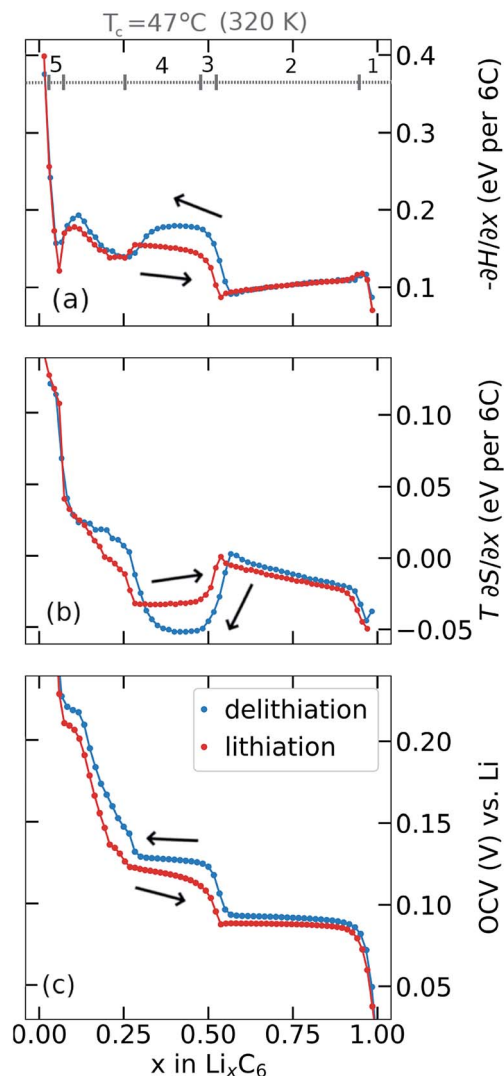 T_c=47°C (320 K)
5 4 3 2 1
0.4
0.3
0.2
0.1
-∂H/∂x (eV per 6C)
(a)
0.10
0.05
0.00
−0.05
T ∂S/∂x (eV per 6C)
(b)
delithiation
lithiation
0.20
0.15
0.10
0.05
OCV (V) vs. Li
(c)
0.00 0.25 0.50 0.75 1.00
x in LiₓC₆